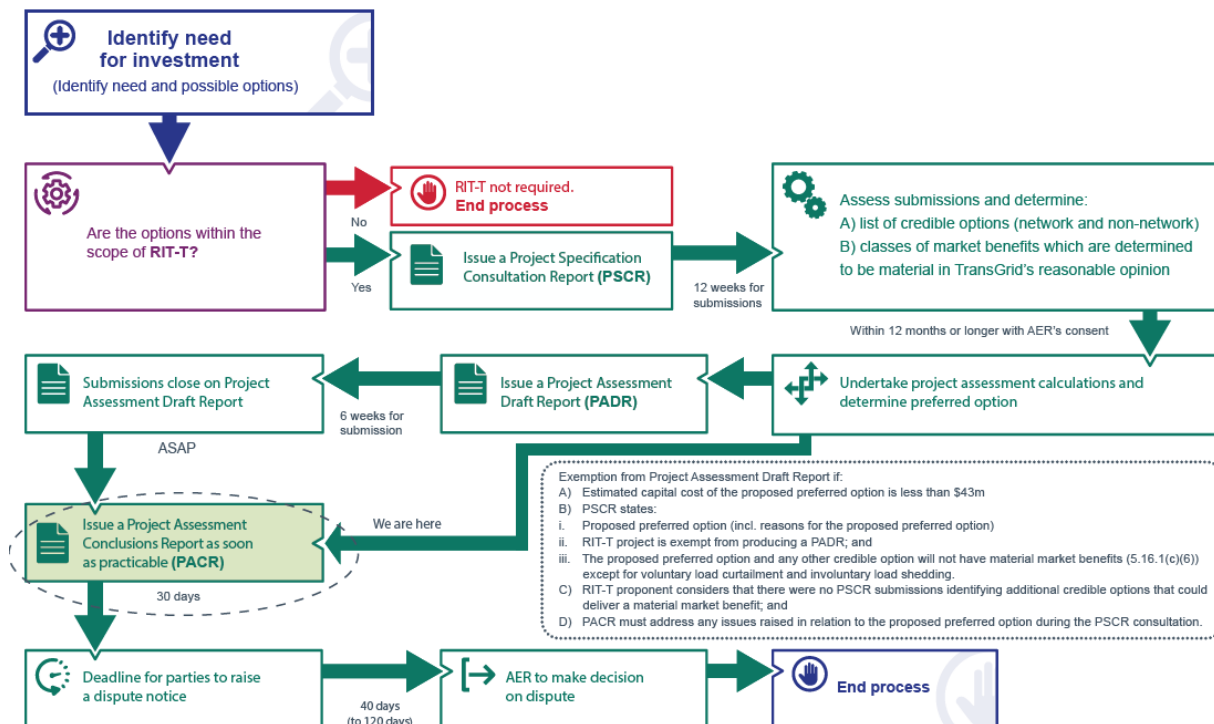 Identify need
for investment
(Identify need and possible options)
Are the options within the
scope of RIT-T?
No
RIT-T not required.
End process
Yes
Issue a Project Specification
Consultation Report (PSCR)
12 weeks for
submissions
Assess submissions and determine:
A) list of credible options (network and non-network)
B) classes of market benefits which are determined
to be material in TransGrid's reasonable opinion
Within 12 months or longer with AER's consent
Undertake project assessment calculations and
determine preferred option
Issue a Project Assessment
Draft Report (PADR)
6 weeks for
submission
Submissions close on Project
Assessment Draft Report
ASAP
Issue a Project Assessment
Conclusions Report as soon
as practicable (PACR)
We are here
30 days
Exemption from Project Assessment Draft Report if:
A) Estimated capital cost of the proposed preferred option is less than $43m
B) PSCR states:
i. Proposed preferred option (incl. reasons for the proposed preferred option)
ii. RIT-T project is exempt from producing a PADR; and
iii. The proposed preferred option and any other credible option will not have material market benefits (5.16.1(c)(6))
except for voluntary load curtailment and involuntary load shedding.
C) RIT-T proponent considers that there were no PSCR submissions identifying additional credible options that could
deliver a material market benefit; and
D) PACR must address any issues raised in relation to the proposed preferred option during the PSCR consultation.
Deadline for parties to raise
a dispute notice
40 days
(to 120 days)
AER to make decision
on dispute
End process